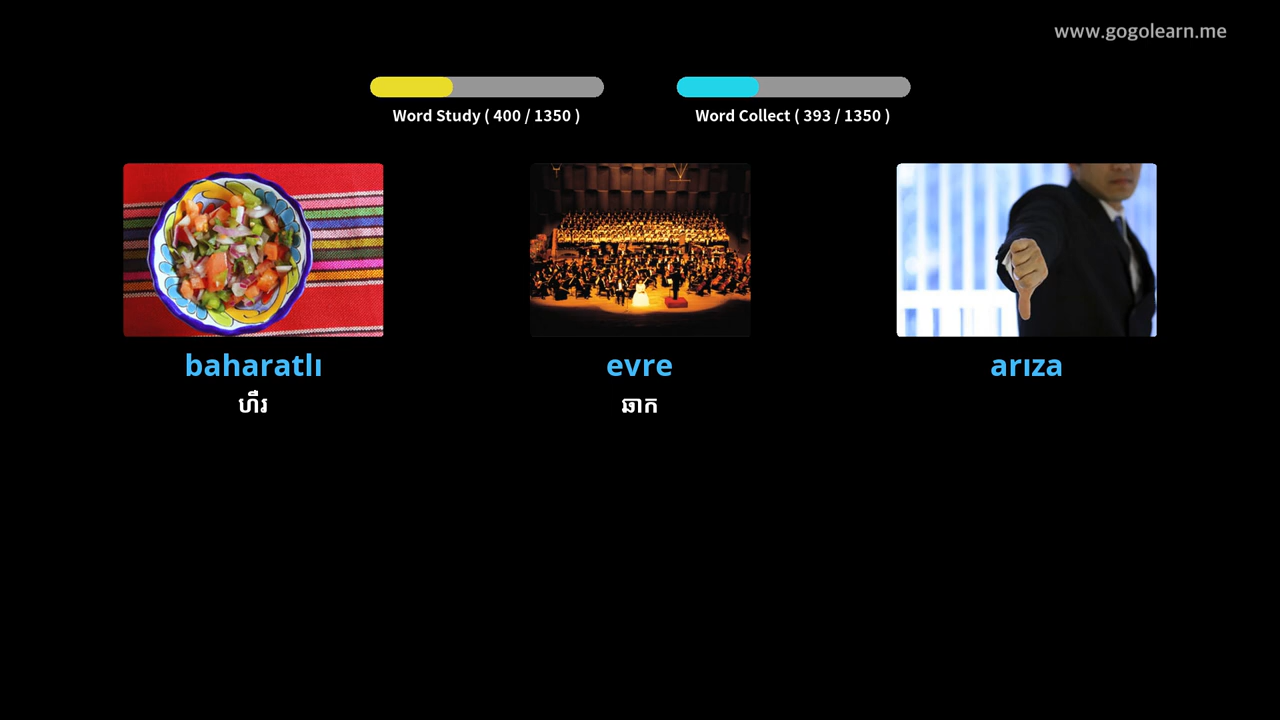 www.gogolearn.me
Word Study ( 400 / 1350 )
Word Collect ( 393 / 1350 )
baharatlı
evre
arıza
ហឹរ
ឆាក